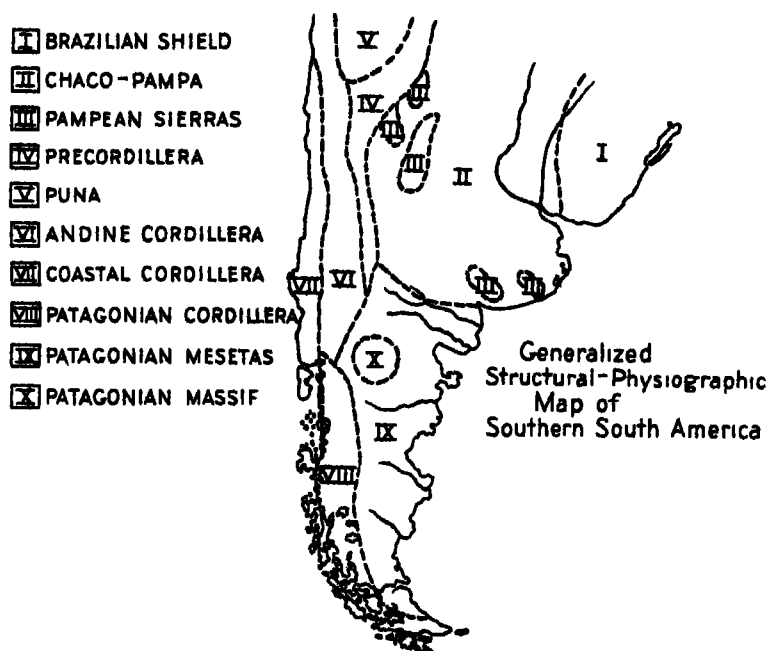 I BRAZILIAN SHIELD
II CHACO-PAMPA
III PAMPEAN SIERRAS
IV PRECORDILLERA
V PUNA
VI ANDINE CORDILLERA
VII COASTAL CORDILLERA
VIII PATAGONIAN CORDILLERA
IX PATAGONIAN MESETAS
X PATAGONIAN MASSIF
V
IV
III
III
III
II
I
VII
VI
III
III
X
IX
VIII
Generalized
Structural-Physiographic
Map of
Southern South America